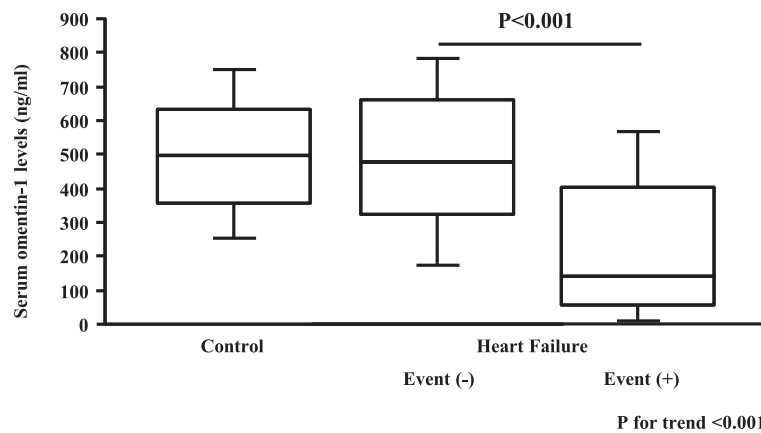 P<0.001
900
800
700
600
500
400
300
200
100
0
Serum omentin-1 levels (ng/ml)
Control
Heart Failure
Event (-)
Event (+)
P for trend <0.001